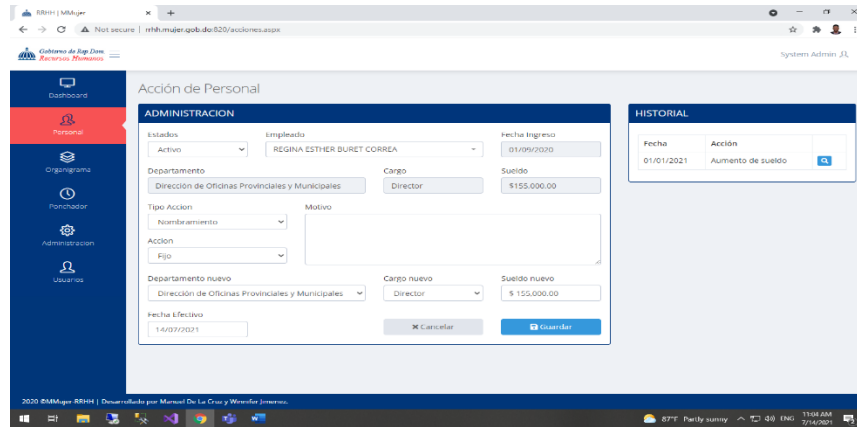 RRHH | MMujer
Not secure | rrhh.mujer.gob.do:820/acciones.aspx
Gobierno de Rep.Dom.
Recursos Humanos
System Admin
Dashboard
Personal
Organigrama
Ponchador
Administracion
Usuarios
Acción de Personal
ADMINISTRACION
Estados Empleado Fecha Ingreso
Activo REGINA ESTHER BURET CORREA 01/09/2020
Departamento Cargo Sueldo
Dirección de Oficinas Provinciales y Municipales Director $155,000.00
Tipo Accion Motivo
Nombramiento
Accion
Fijo
Departamento nuevo Cargo nuevo Sueldo nuevo
Dirección de Oficinas Provinciales y Municipales Director $ 155,000.00
Fecha Efectivo
14/07/2021 Cancelar Guardar
HISTORIAL
Fecha Acción
01/01/2021 Aumento de sueldo
2020 ©MMujer-RRHH | Desarrollado por Manuel De La Cruz y Winnifer Jimenez.
87°F Partly sunny ENG 11:04 AM
7/14/2021